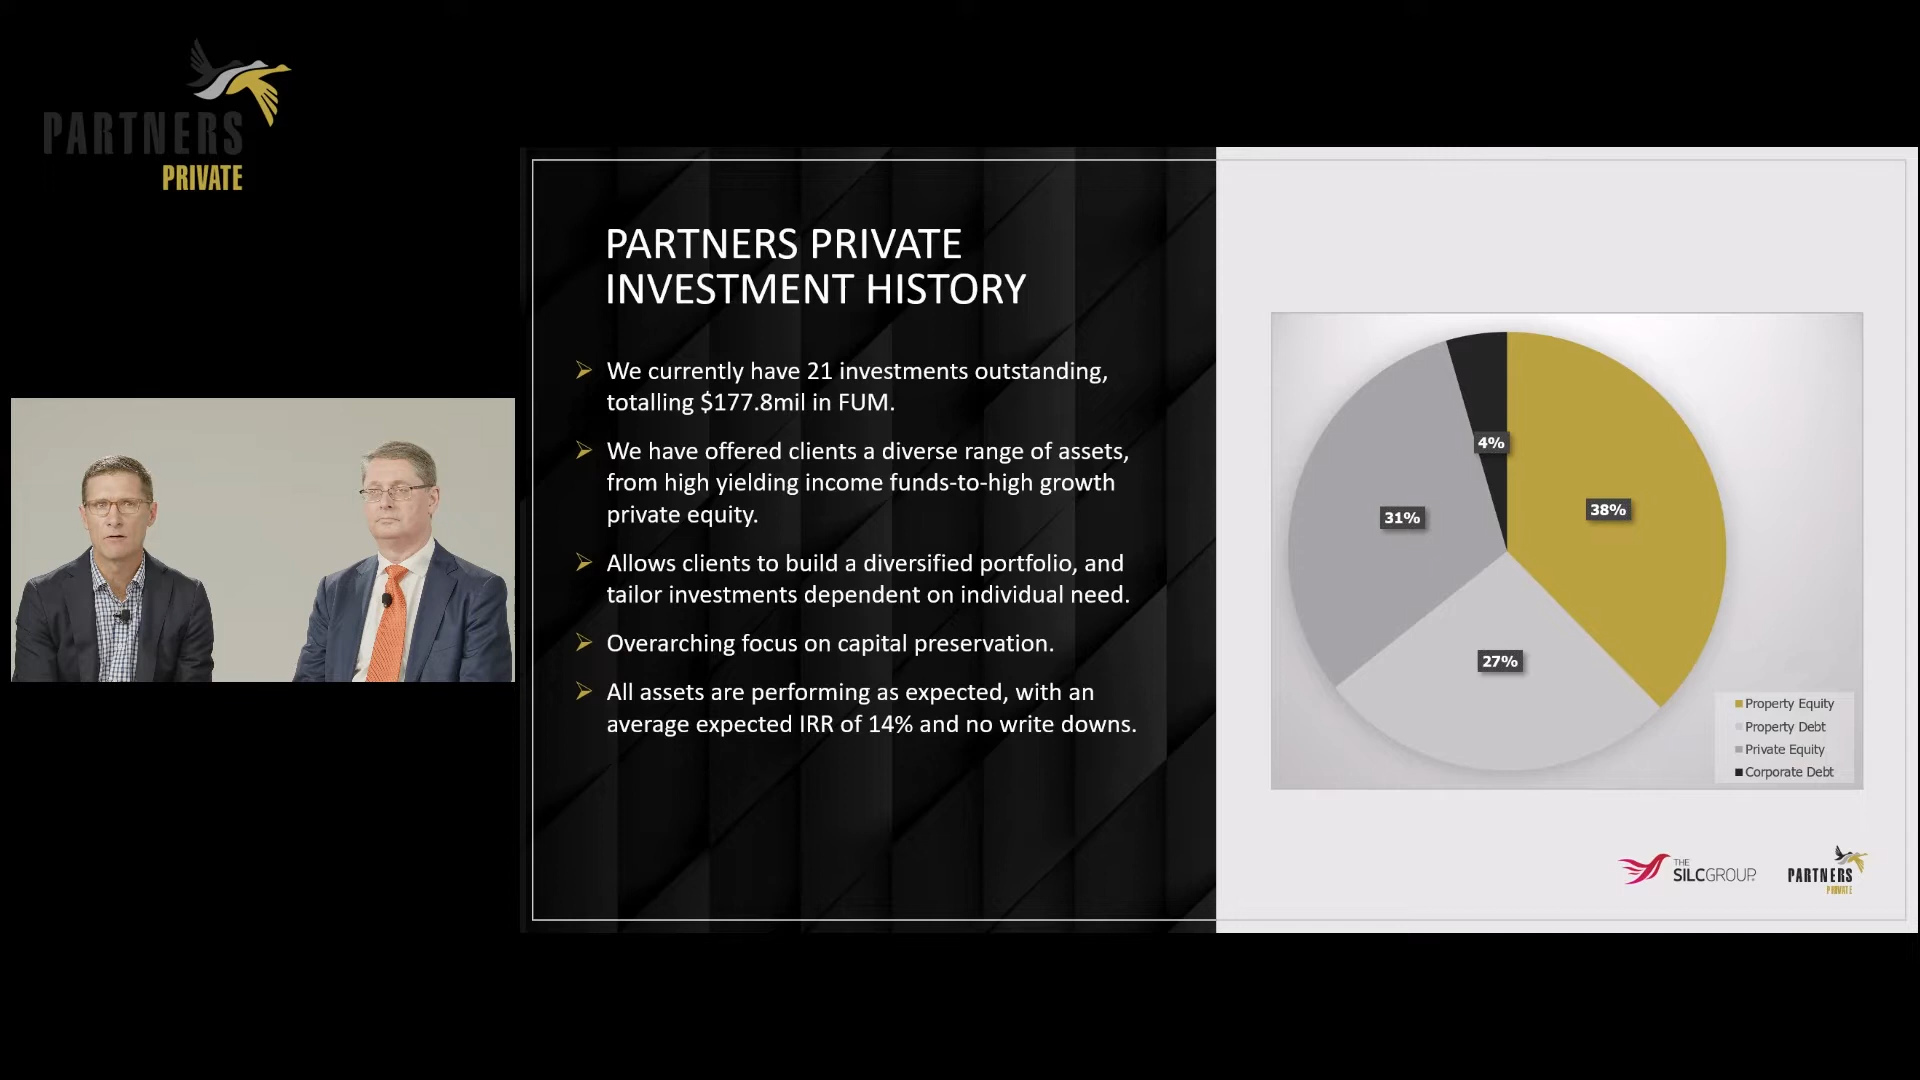 PARTNERS
PRIVATE
PARTNERS PRIVATE
INVESTMENT HISTORY
We currently have 21 investments outstanding,
totalling $177.8mil in FUM.
We have offered clients a diverse range of assets,
from high yielding income funds-to-high growth
private equity.
Allows clients to build a diversified portfolio, and
tailor investments dependent on individual need.
Overarching focus on capital preservation.
All assets are performing as expected, with an
average expected IRR of 14% and no write downs.
4%
38%
31%
27%
Property Equity
Property Debt
Private Equity
Corporate Debt
THE
SILCGROUP
PARTNERS
PRIVATE